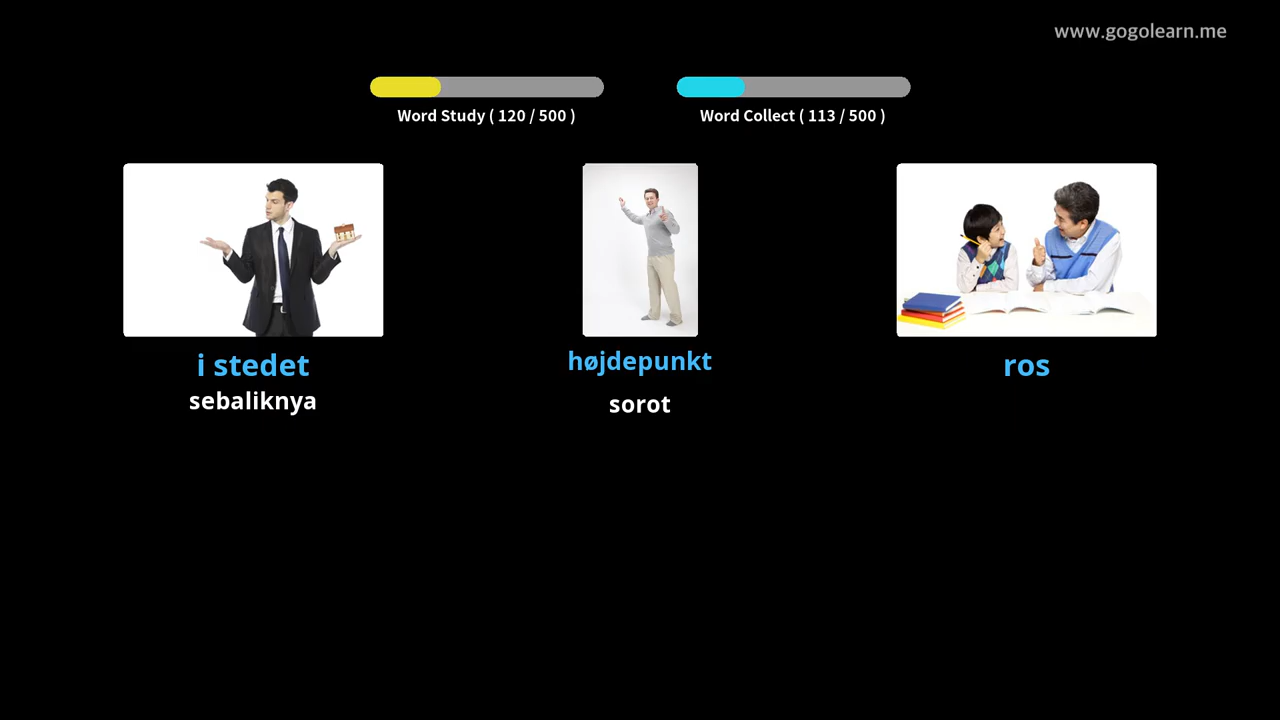 www.gogolearn.me
Word Study ( 120 / 500 )
Word Collect ( 113 / 500 )
i stedet
sebaliknya
højdepunkt
sorot
ros